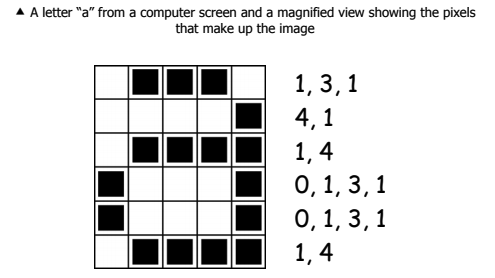 ▲ A letter “a” from a computer screen and a magnified view showing the pixels
that make up the image
1, 3, 1
4, 1
1, 4
0, 1, 3, 1
0, 1, 3, 1
1, 4